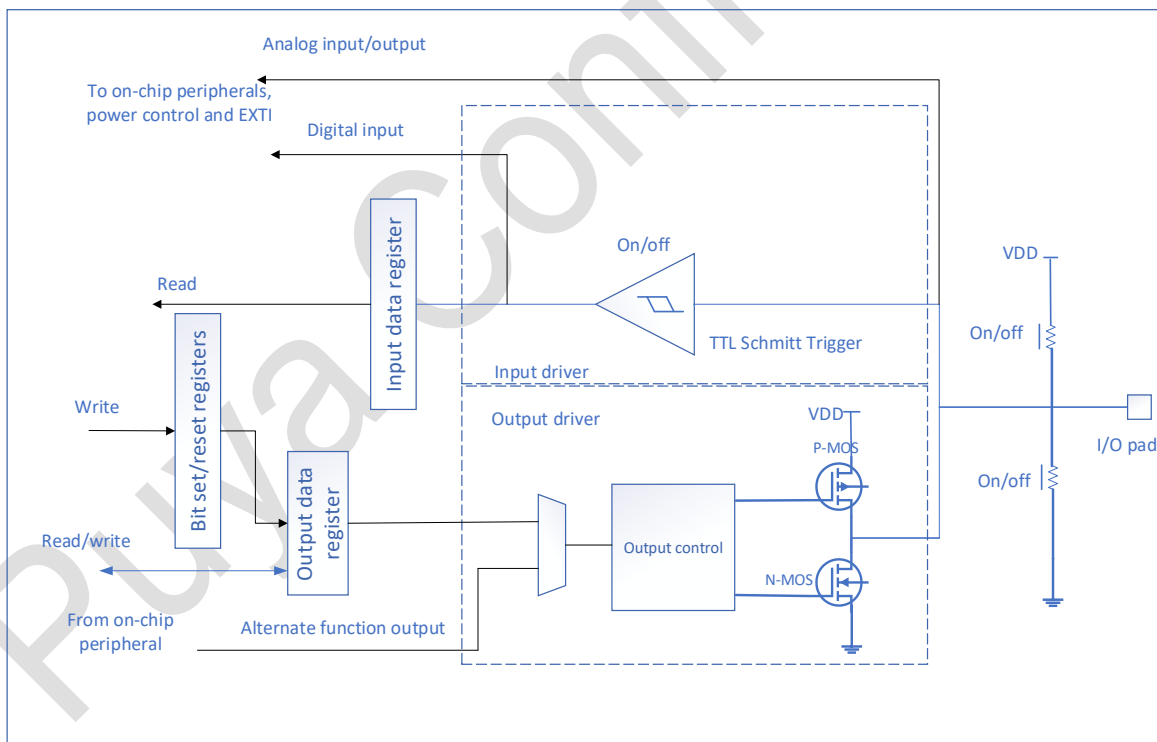 Analog input/output
To on-chip peripherals,
power control and EXTI
Digital input
On/off
Input data register
VDD
Read
On/off
TTL Schmitt Trigger
Bit set/reset registers
Input driver
Write
Output driver
VDD
P-MOS
I/O pad
On/off
Output data
register
Read/write
Output control
N-MOS
From on-chip
peripheral
Alternate function output